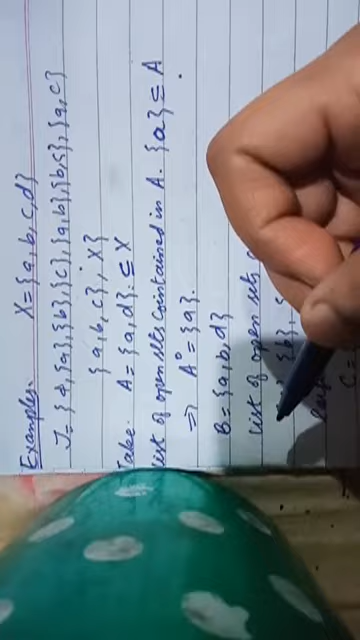 Example. X={a,b,c,d}
J={ φ,{a},{b},{c},{a,b},{b,c},{a,c}
{a,b,c}, X}
Take. A={a,d} ⊆ X
List of open sets contained in A. {a} ⊆ A
⇒ A° = {a}.
B={a,b,d}
List of open sets
{b},
C=